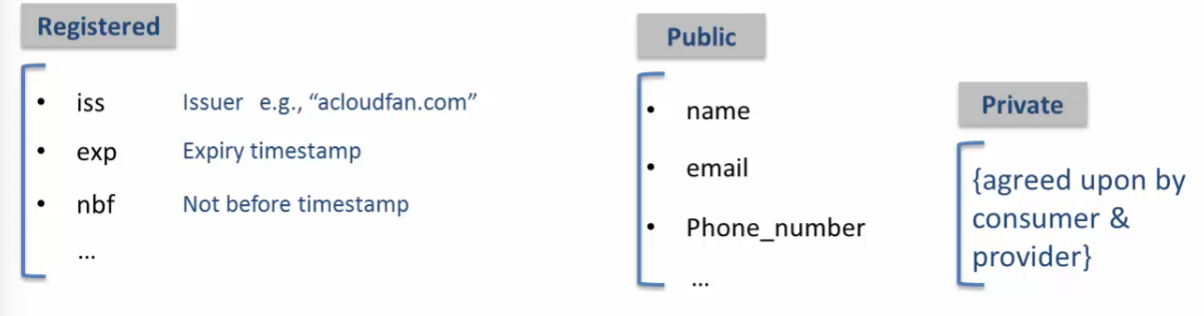 Registered
• iss Issuer e.g., “acloudfan.com”
• exp Expiry timestamp
• nbf Not before timestamp
...
Public
• name
• email
• Phone_number
...
Private
{agreed upon by
consumer &
provider}